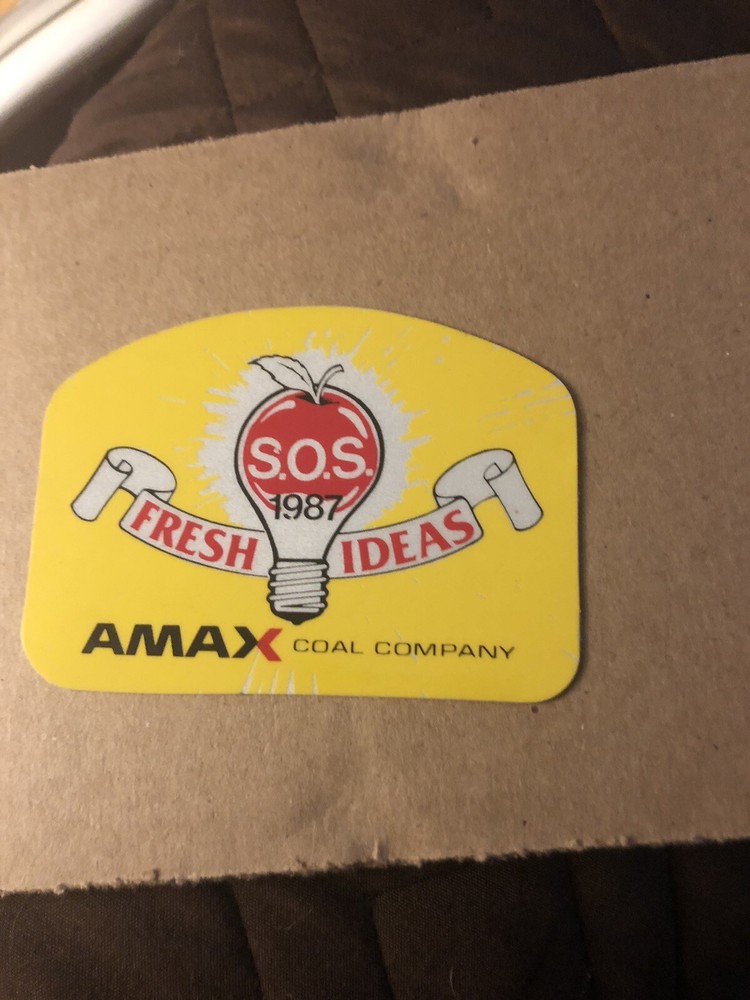 S.O.S.
1987
FRESH IDEAS
AMAX COAL COMPANY